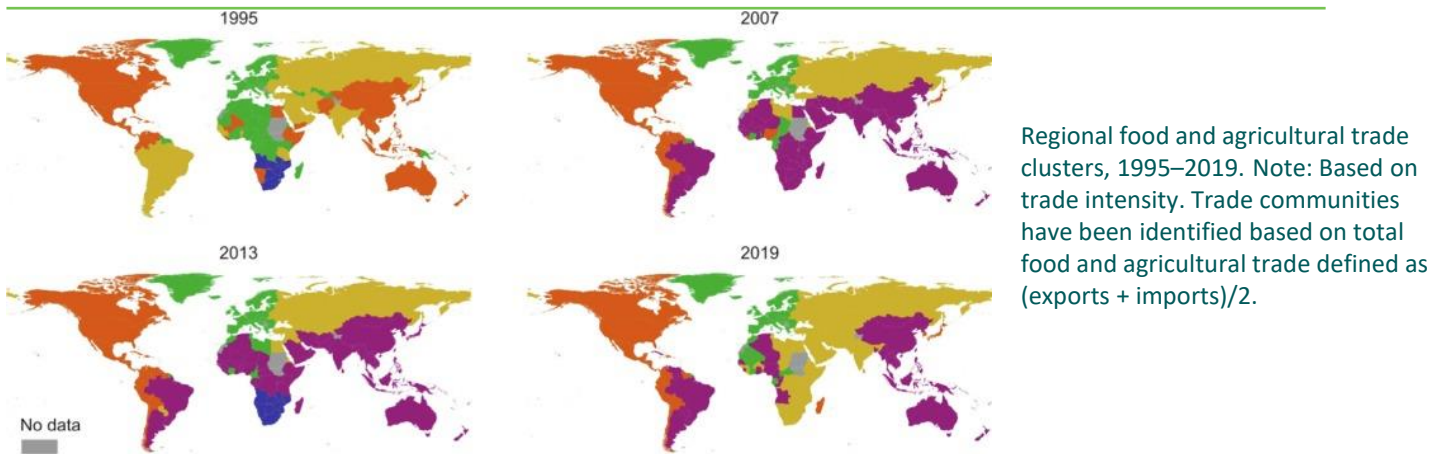 1995
2007
Regional food and agricultural trade
clusters, 1995–2019. Note: Based on
trade intensity. Trade communities
have been identified based on total
food and agricultural trade defined as
(exports + imports)/2.
2013
2019
No data